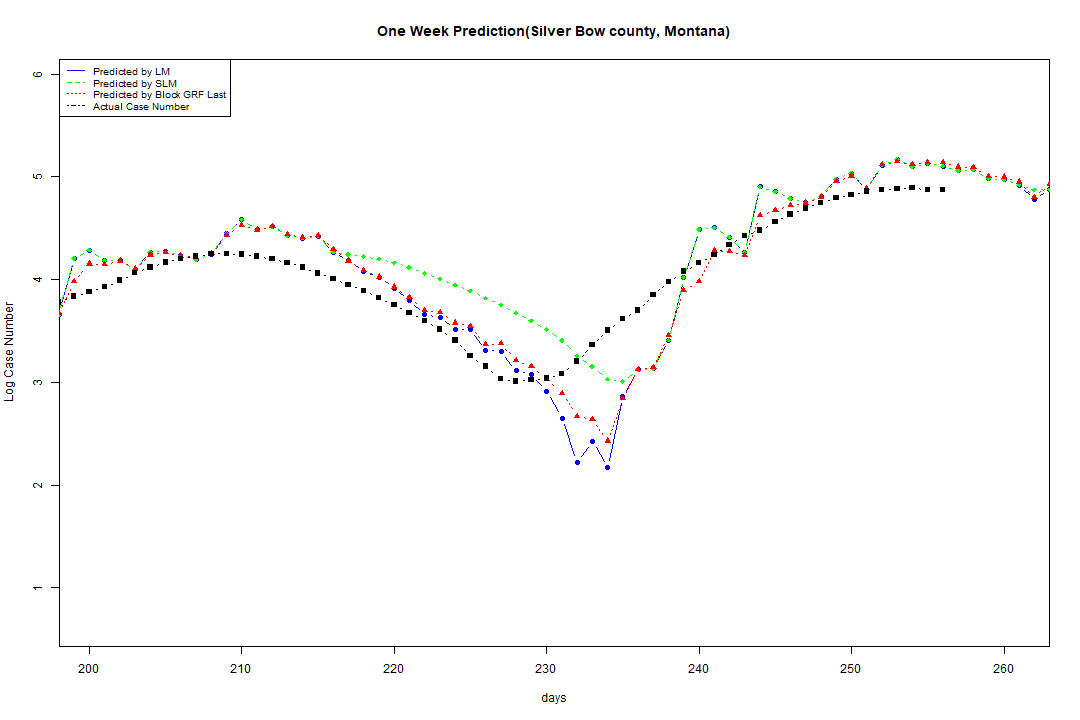 One Week Prediction(Silver Bow county, Montana)
Predicted by LM
Predicted by SLM
Predicted by Block GRF Last
Actual Case Number
6
5
4
3
2
1
Log Case Number
200 210 220 230 240 250 260
days